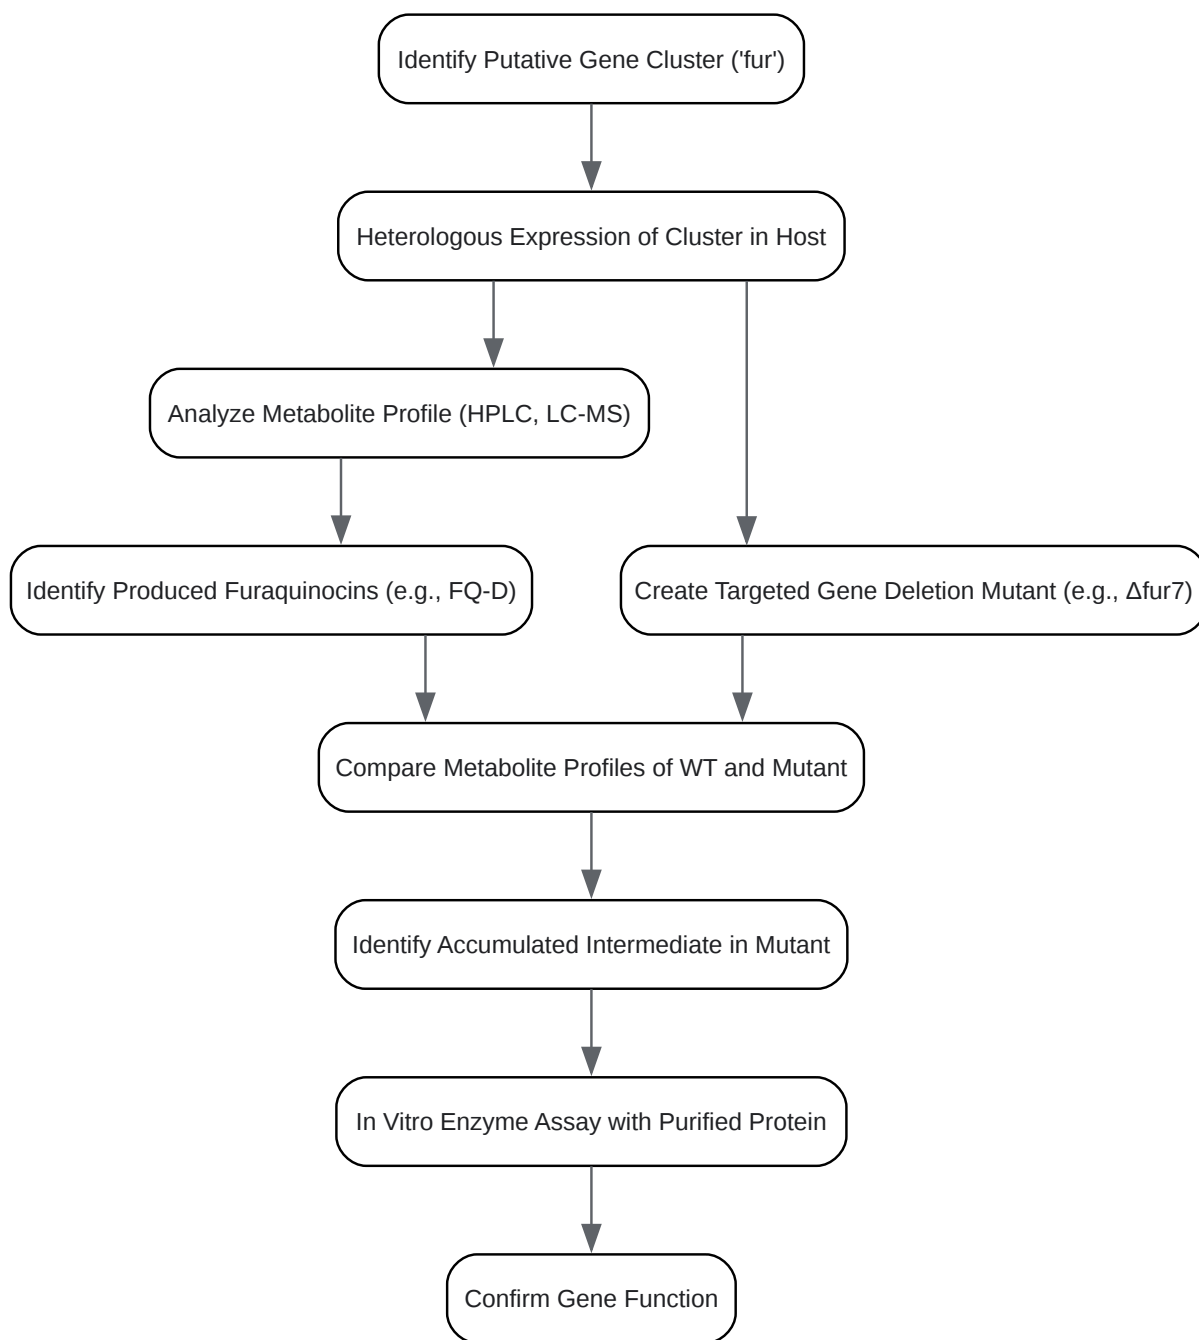 Identify Putative Gene Cluster ('fur')
Heterologous Expression of Cluster in Host
Analyze Metabolite Profile (HPLC, LC-MS)
Identify Produced Furaquinocins (e.g., FQ-D)
Create Targeted Gene Deletion Mutant (e.g., Δfur7)
Compare Metabolite Profiles of WT and Mutant
Identify Accumulated Intermediate in Mutant
In Vitro Enzyme Assay with Purified Protein
Confirm Gene Function